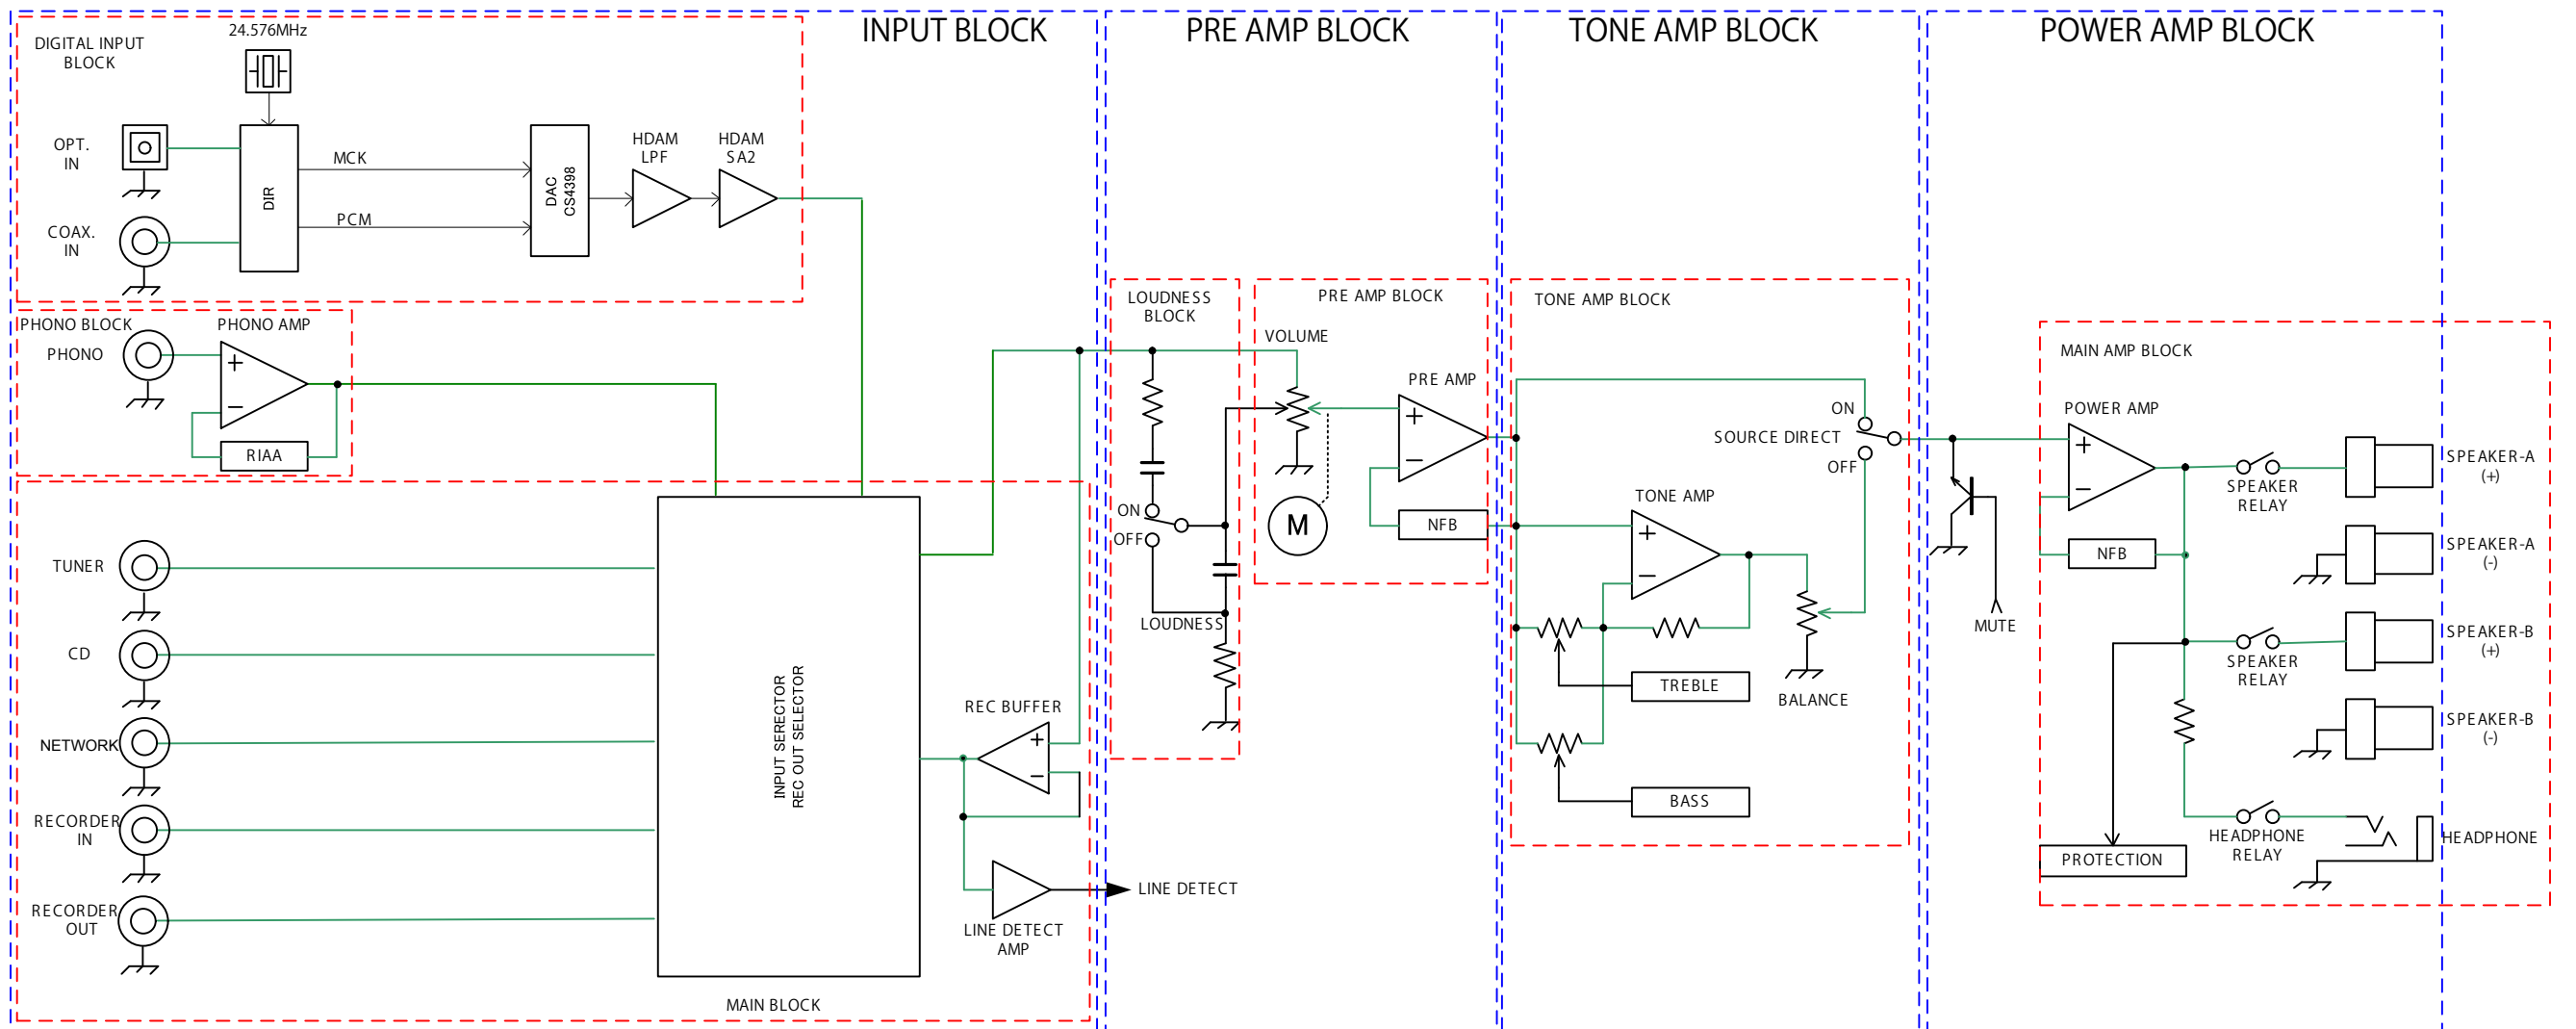 INPUT BLOCK
PRE AMP BLOCK
TONE AMP BLOCK
POWER AMP BLOCK
DIGITAL INPUT
BLOCK
24.576MHz
OPT.
IN
COAX.
IN
DIR
MCK
PCM
DAC
CS4398
HDAM
LPF
HDAM
SA2
PHONO BLOCK
PHONO
PHONO AMP
RIAA
TUNER
CD
NETWORK
RECORDER
IN
RECORDER
OUT
INPUT SERECTOR
REC OUT SELECTOR
REC BUFFER
LINE DETECT
AMP
LINE DETECT
MAIN BLOCK
LOUDNESS
BLOCK
ON
OFF
LOUDNESS
PRE AMP BLOCK
VOLUME
M
PRE AMP
NFB
TONE AMP BLOCK
ON
SOURCE DIRECT
OFF
TONE AMP
TREBLE
BALANCE
BASS
MUTE
MAIN AMP BLOCK
POWER AMP
NFB
SPEAKER
RELAY
SPEAKER
RELAY
HEADPHONE
RELAY
PROTECTION
SPEAKER-A
(+)
SPEAKER-A
(-)
SPEAKER-B
(+)
SPEAKER-B
(-)
HEADPHONE